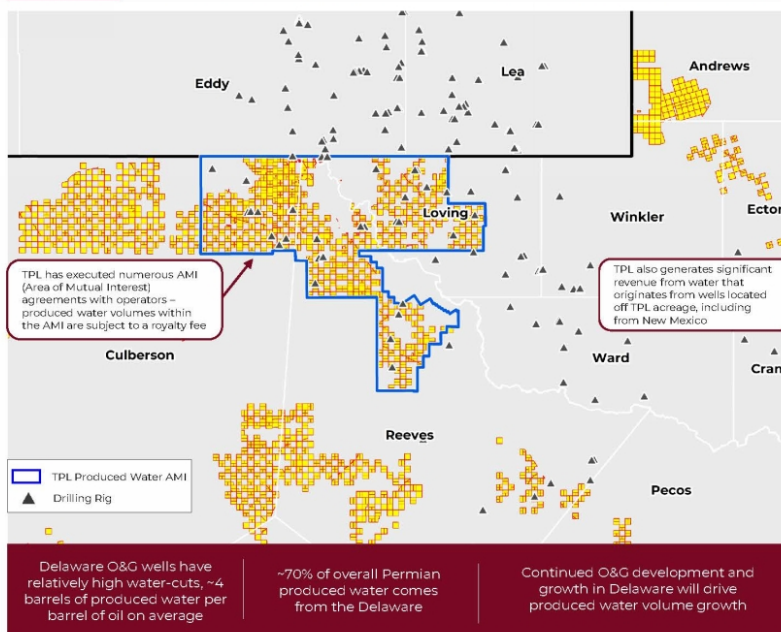 Eddy
Lea
Andrews
Loving
Winkler
Ector
TPL has executed numerous AMI
(Area of Mutual Interest)
agreements with operators –
produced water volumes within
the AMI are subject to a royalty fee
TPL also generates significant
revenue from water that
originates from wells located
off TPL acreage, including
from New Mexico
Culberson
Ward
Cran
Reeves
TPL Produced Water AMI
Drilling Rig
Pecos
Delaware O&G wells have
relatively high water-cuts, ~4
barrels of produced water per
barrel of oil on average
~70% of overall Permian
produced water comes
from the Delaware
Continued O&G development and
growth in Delaware will drive
produced water volume growth